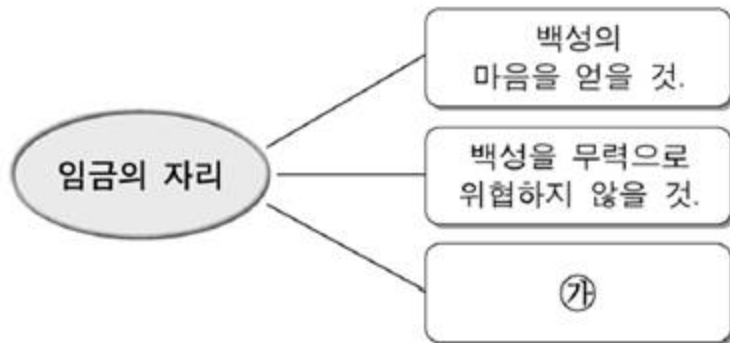 백성의
마음을 얻을 것.
임금의 자리
백성을 무력으로
위협하지 않을 것.
㉮